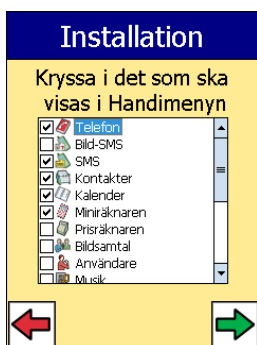 Installation
Kryssa i det som ska
visas i Handimenyn
Telefon
Bild-SMS
SMS
Kontakter
Kalender
Miniräknaren
Prisräknaren
Bildsamtal
Användare
Musik